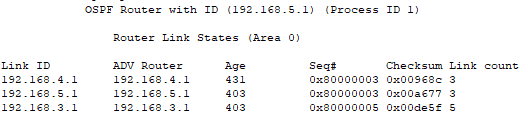 OSPF Router with ID (192.168.5.1) (Process ID 1)
Router Link States (Area 0)
Link ID ADV Router Age Seq# Checksum Link count
192.168.4.1 192.168.4.1 431 0x80000003 0x00968c 3
192.168.5.1 192.168.5.1 403 0x80000003 0x00a677 3
192.168.3.1 192.168.3.1 403 0x80000005 0x00de5f 5